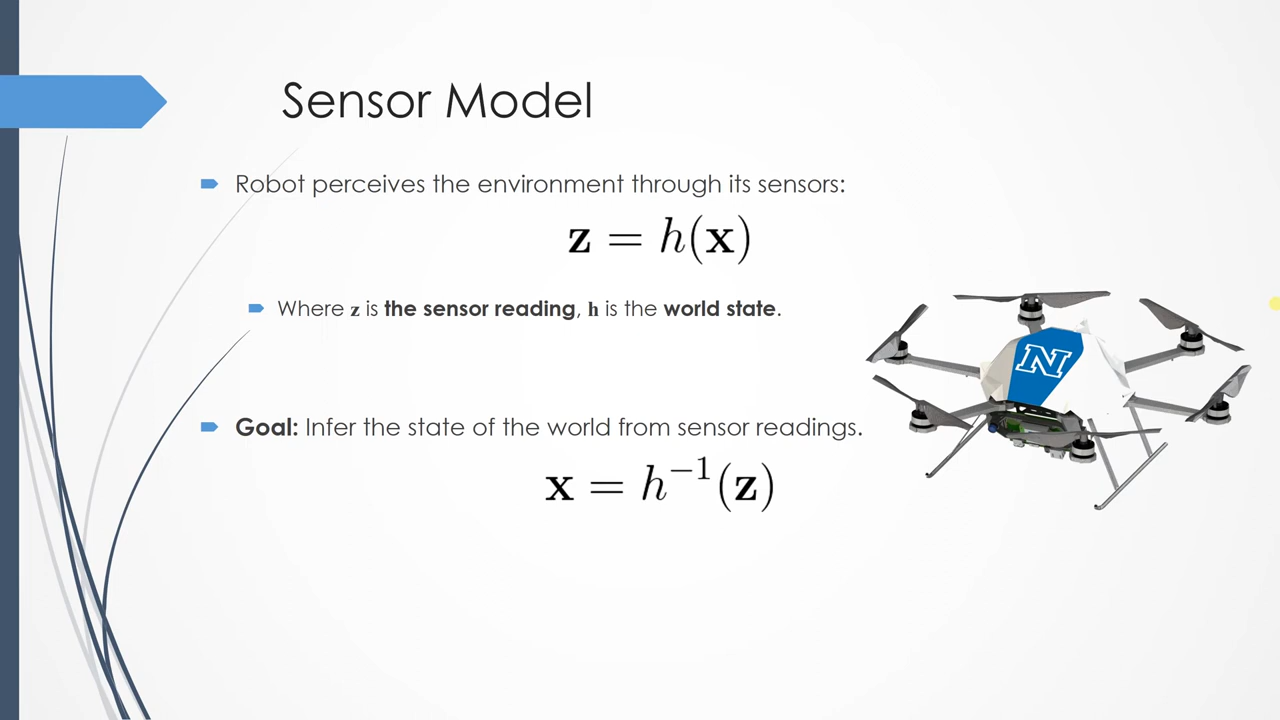 Sensor Model
Robot perceives the environment through its sensors:
z = h(x)
Where z is the sensor reading, h is the world state.
N
Goal: Infer the state of the world from sensor readings.
x = h⁻¹(z)